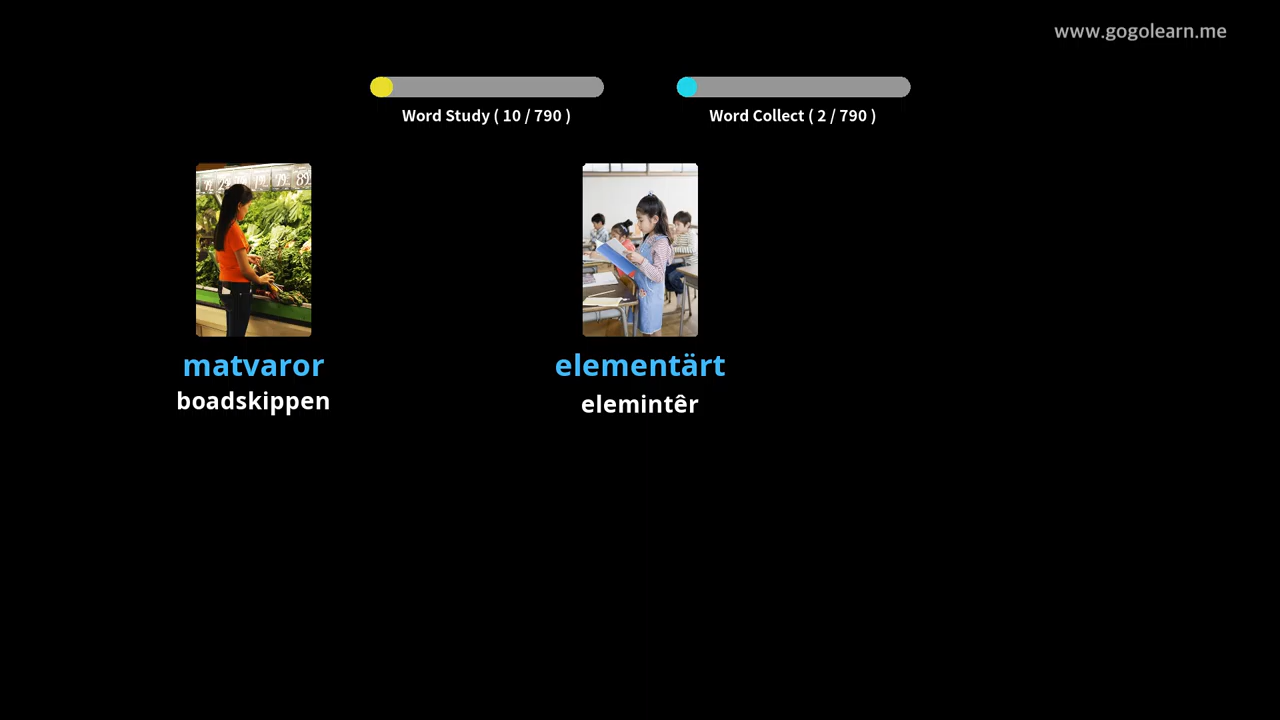 www.gogolearn.me
Word Study ( 10 / 790 )
Word Collect ( 2 / 790 )
matvaror
boadskippen
elementärt
elemintêr